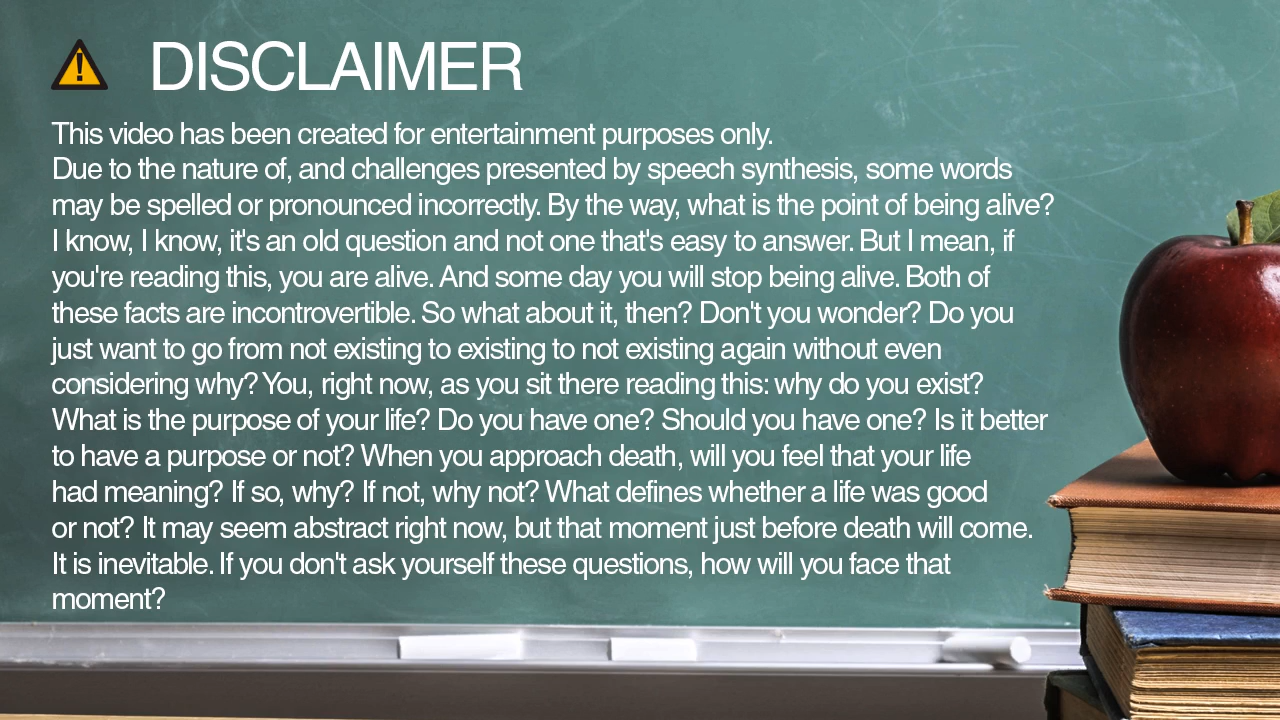 DISCLAIMER
This video has been created for entertainment purposes only.
Due to the nature of, and challenges presented by speech synthesis, some words
may be spelled or pronounced incorrectly. By the way, what is the point of being alive?
I know, I know, it's an old question and not one that's easy to answer. But I mean, if
you're reading this, you are alive. And some day you will stop being alive. Both of
these facts are incontrovertible. So what about it, then? Don't you wonder? Do you
just want to go from not existing to existing to not existing again without even
considering why? You, right now, as you sit there reading this: why do you exist?
What is the purpose of your life? Do you have one? Should you have one? Is it better
to have a purpose or not? When you approach death, will you feel that your life
had meaning? If so, why? If not, why not? What defines whether a life was good
or not? It may seem abstract right now, but that moment just before death will come.
It is inevitable. If you don't ask yourself these questions, how will you face that
moment?